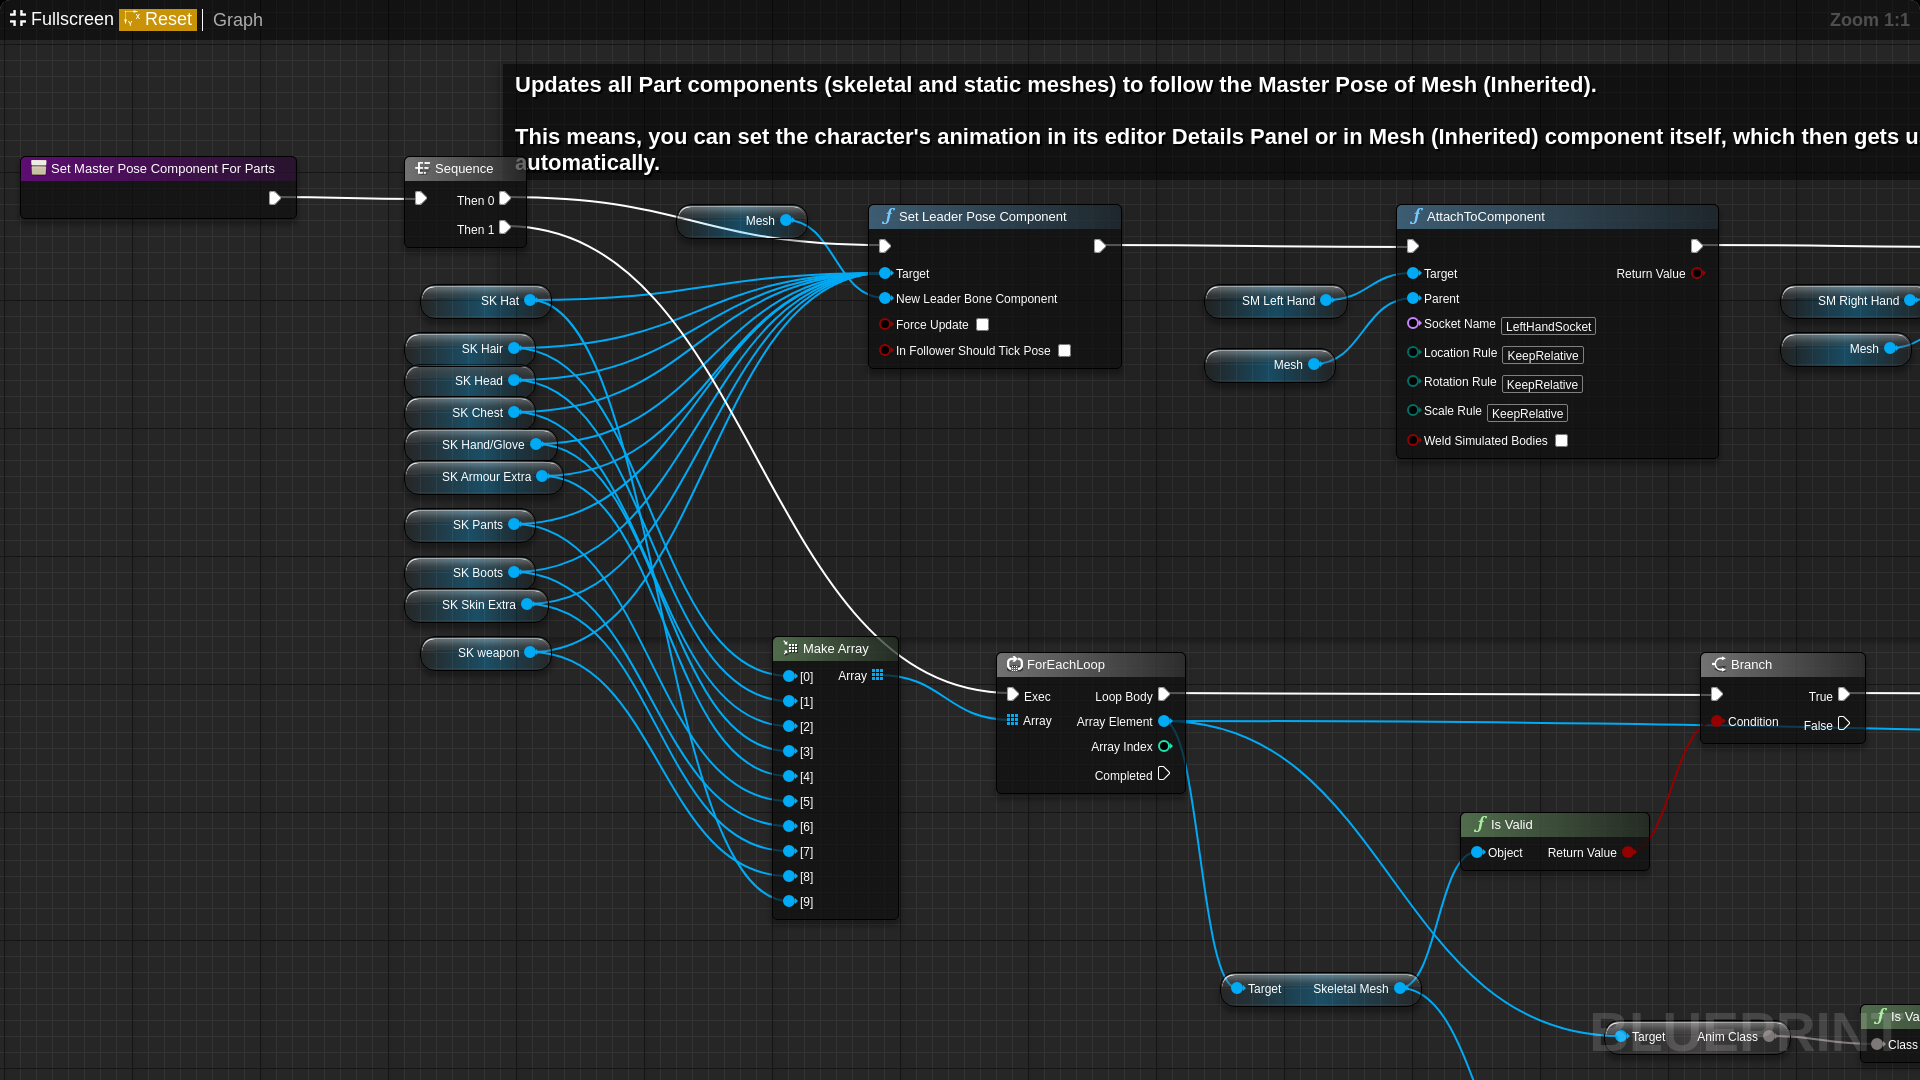 Fullscreen Reset Graph Zoom 1:1
Updates all Part components (skeletal and static meshes) to follow the Master Pose of Mesh (Inherited).
This means, you can set the character's animation in its editor Details Panel or in Mesh (Inherited) component itself, which then gets u
automatically.
Set Master Pose Component For Parts
Sequence
Then 0
Then 1
Mesh
Set Leader Pose Component
Target
New Leader Bone Component
Force Update
In Follower Should Tick Pose
AttachToComponent
Target Return Value
Parent
Socket Name LeftHandSocket
Location Rule KeepRelative
Rotation Rule KeepRelative
Scale Rule KeepRelative
Weld Simulated Bodies
SM Left Hand
Mesh
SM Right Hand
Mesh
SK Hat
SK Hair
SK Head
SK Chest
SK Hand/Glove
SK Armour Extra
SK Pants
SK Boots
SK Skin Extra
SK weapon
Make Array
[0] Array
[1]
[2]
[3]
[4]
[5]
[6]
[7]
[8]
[9]
ForEachLoop
Exec Loop Body
Array Array Element
Array Index
Completed
Branch
True
Condition False
Is Valid
Object Return Value
Target Skeletal Mesh
Target Anim Class
Is Va
Class
BLUEPRINT